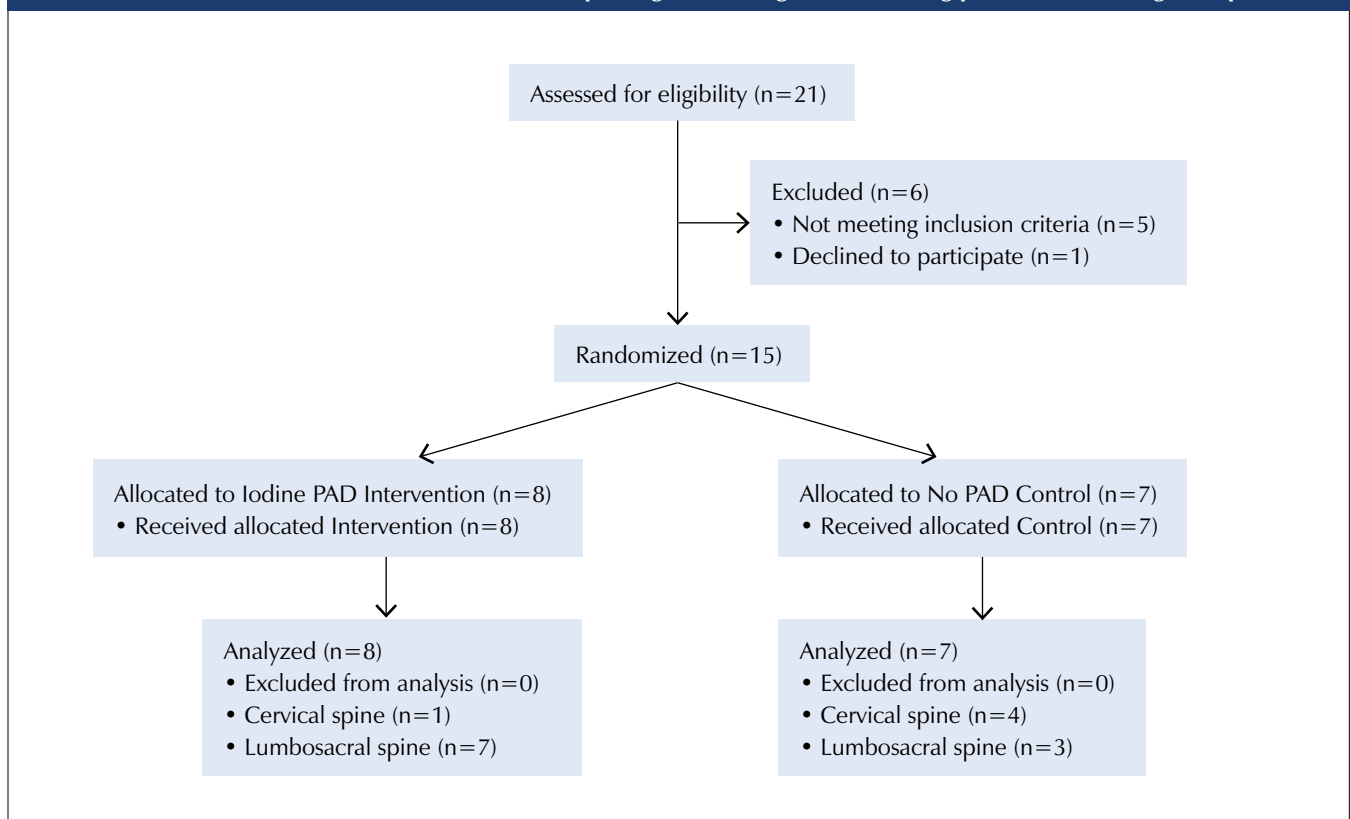 Assessed for eligibility (n=21)
Excluded (n=6)
• Not meeting inclusion criteria (n=5)
• Declined to participate (n=1)
Randomized (n=15)
Allocated to Iodine PAD Intervention (n=8)
• Received allocated Intervention (n=8)
Allocated to No PAD Control (n=7)
• Received allocated Control (n=7)
Analyzed (n=8)
• Excluded from analysis (n=0)
• Cervical spine (n=1)
• Lumbosacral spine (n=7)
Analyzed (n=7)
• Excluded from analysis (n=0)
• Cervical spine (n=4)
• Lumbosacral spine (n=3)